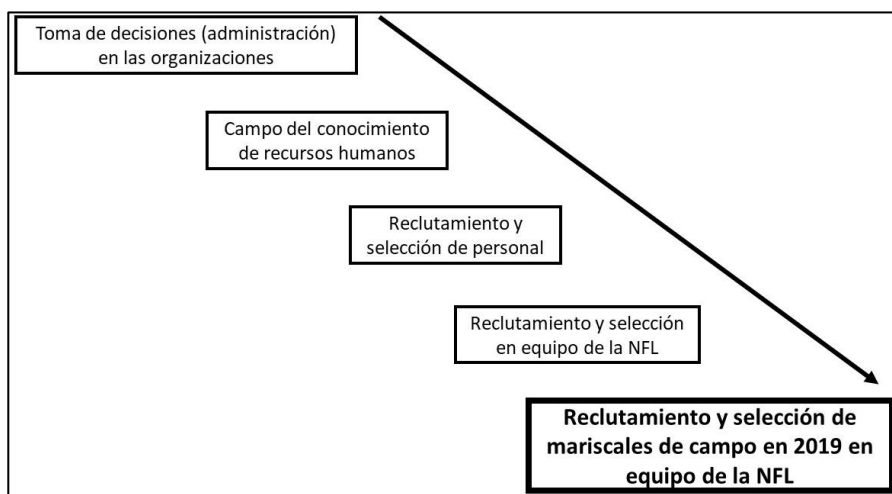 Toma de decisiones (administración)
en las organizaciones
Campo del conocimiento
de recursos humanos
Reclutamiento y
selección de personal
Reclutamiento y selección
en equipo de la NFL
Reclutamiento y selección de
mariscales de campo en 2019 en
equipo de la NFL